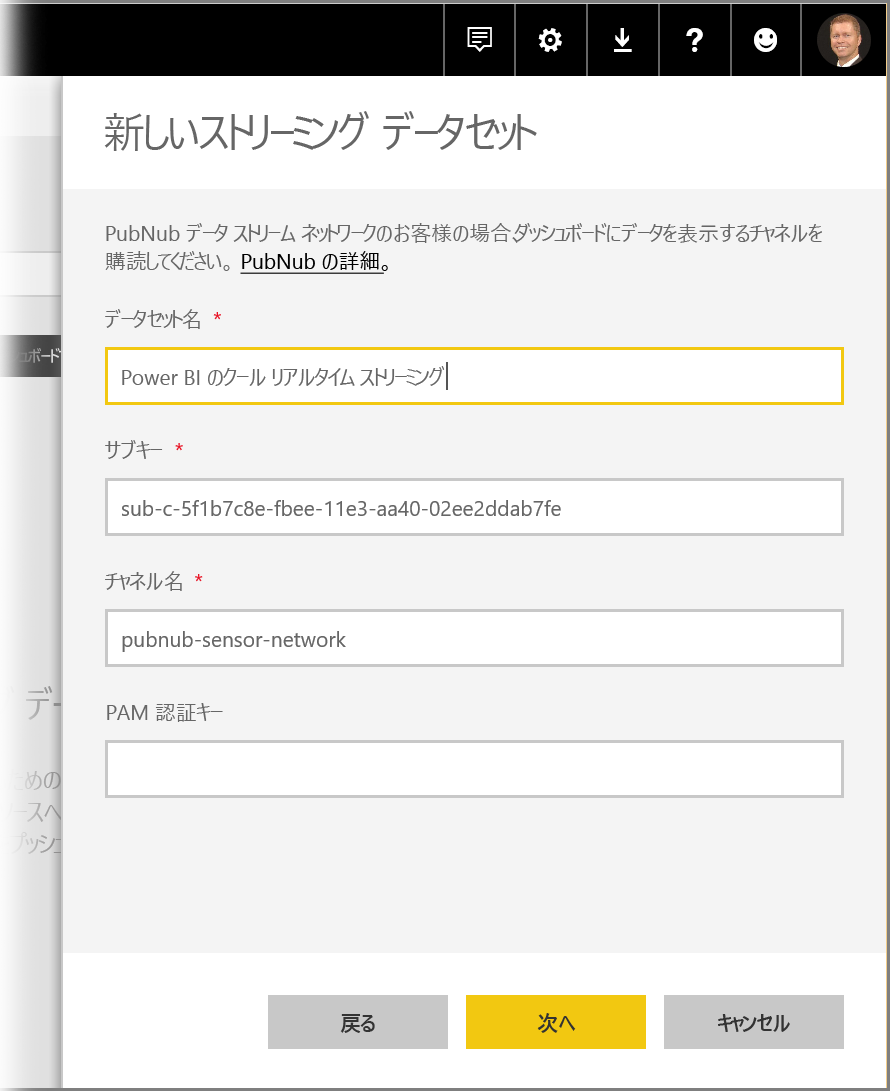 新しいストリーミング データセット
PubNub データ ストリーム ネットワークのお客様の場合、ダッシュボードにデータを表示するチャネルを
購読してください。 PubNub の詳細。
データセット名 *
ュボード
Power BI のクール リアルタイム ストリーミング
サブキー *
sub-c-5f1b7c8e-fbee-11e3-aa40-02ee2ddab7fe
チャネル名 *
pubnub-sensor-network
デー
PAM 認証キー
ための
ースへ
プッシュ
戻る 次へ キャンセル